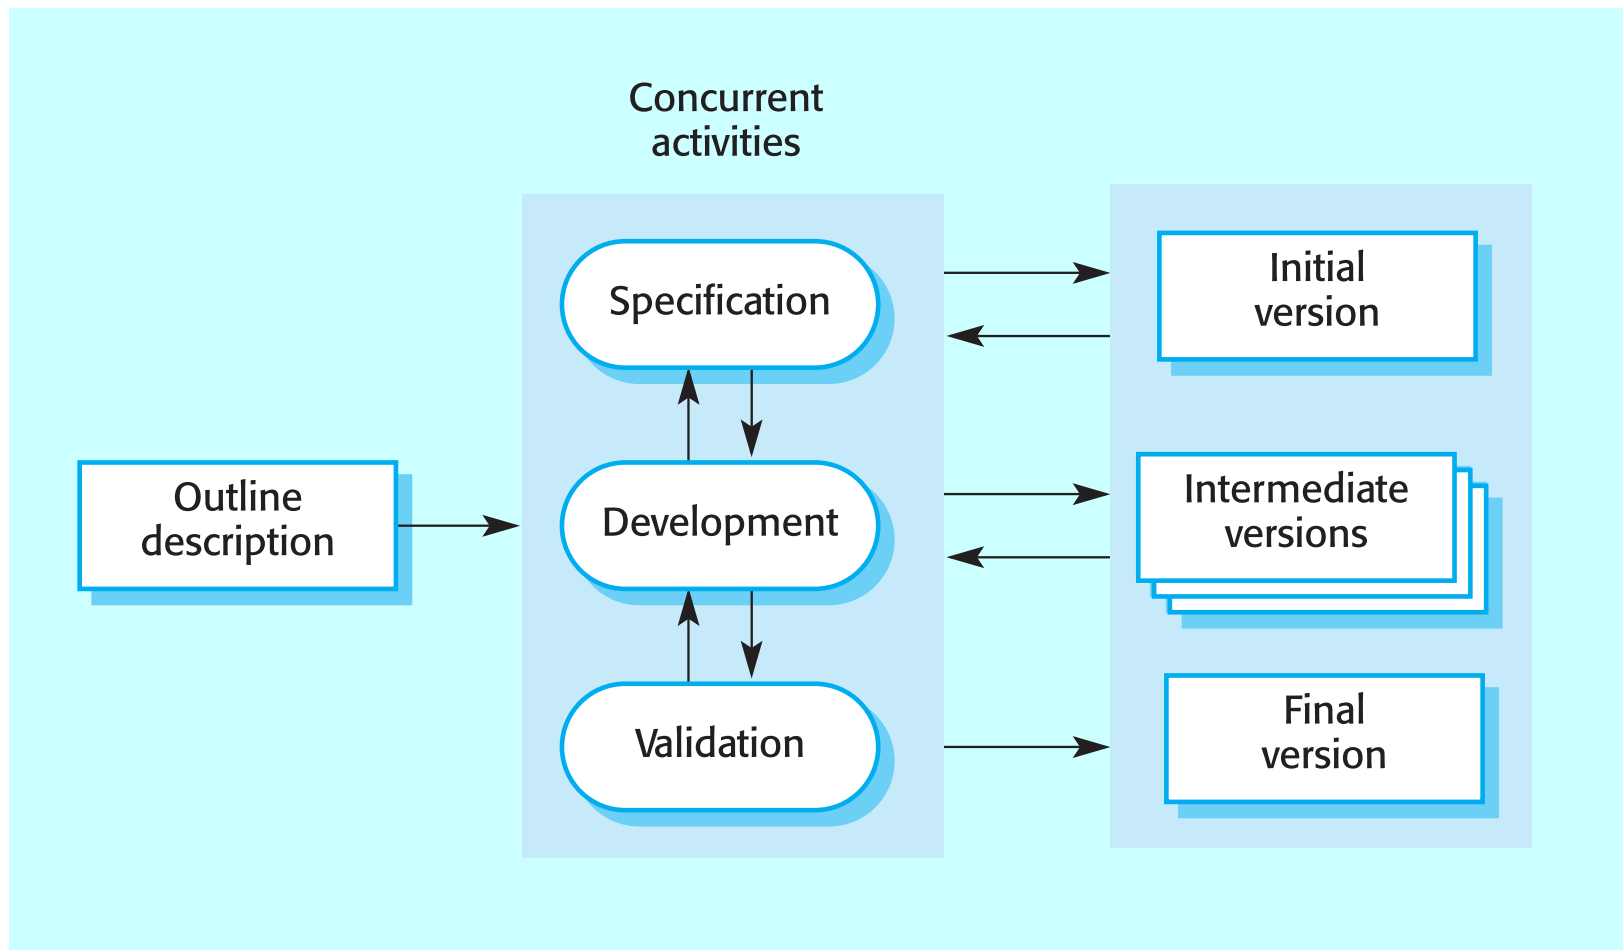 Concurrent
activities
Specification
Initial
version
Outline
description
Development
Intermediate
versions
Validation
Final
version